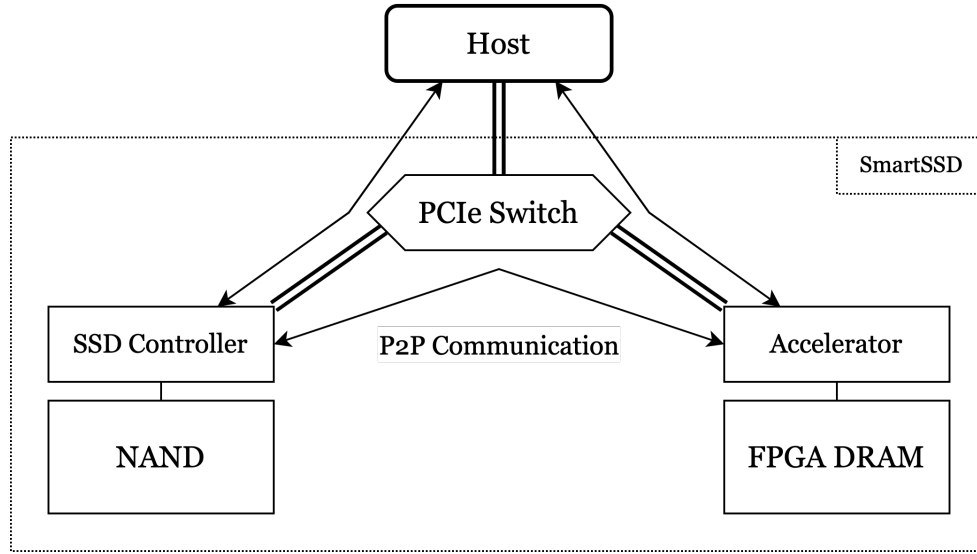 Host
SmartSSD
PCIe Switch
SSD Controller
P2P Communication
Accelerator
NAND
FPGA DRAM